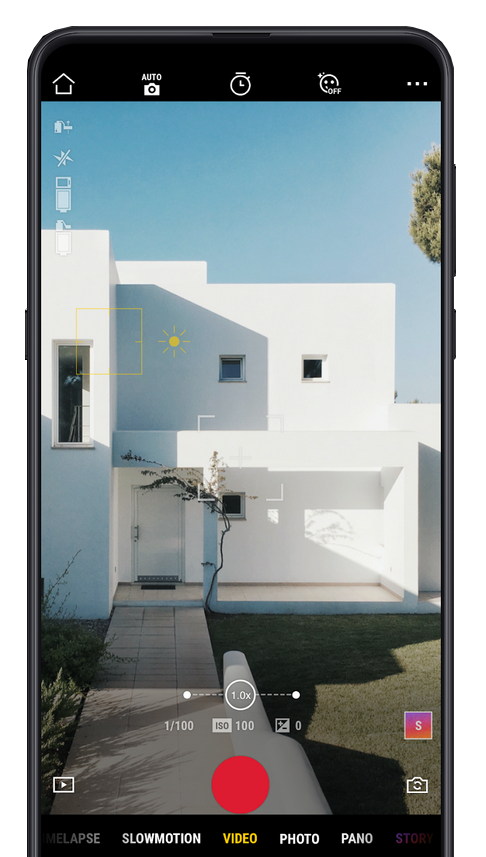 AUTO
OFF
1.0x
1/100 ISO 100 0
S
MELAPSE SLOWMOTION VIDEO PHOTO PANO STORY